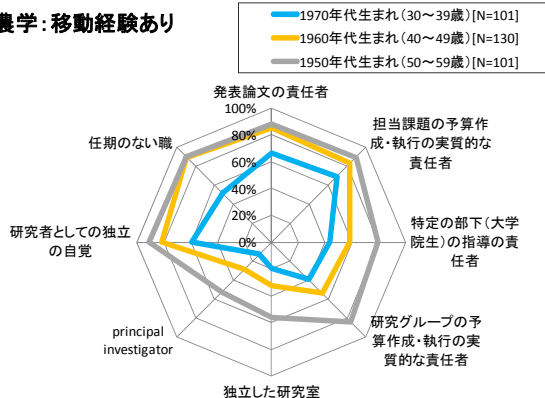 農学：移動経験あり
1970年代生まれ（30～39歳）[N=101]
1960年代生まれ（40～49歳）[N=130]
1950年代生まれ（50～59歳）[N=101]
発表論文の責任者
100%
80%
60%
40%
20%
0%
担当課題の予算作
成・執行の実質的な
責任者
特定の部下（大学
院生）の指導の責
任者
研究グループの予
算作成・執行の実
質的な責任者
独立した研究室
principal
investigator
研究者としての独立
の自覚
任期のない職